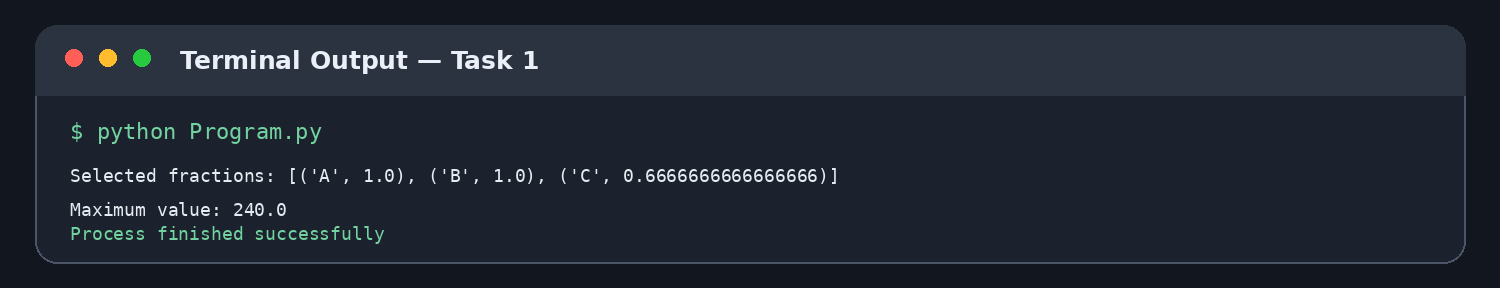 Terminal Output — Task 1
$ python Program.py
Selected fractions: [('A', 1.0), ('B', 1.0), ('C', 0.6666666666666666)]
Maximum value: 240.0
Process finished successfully